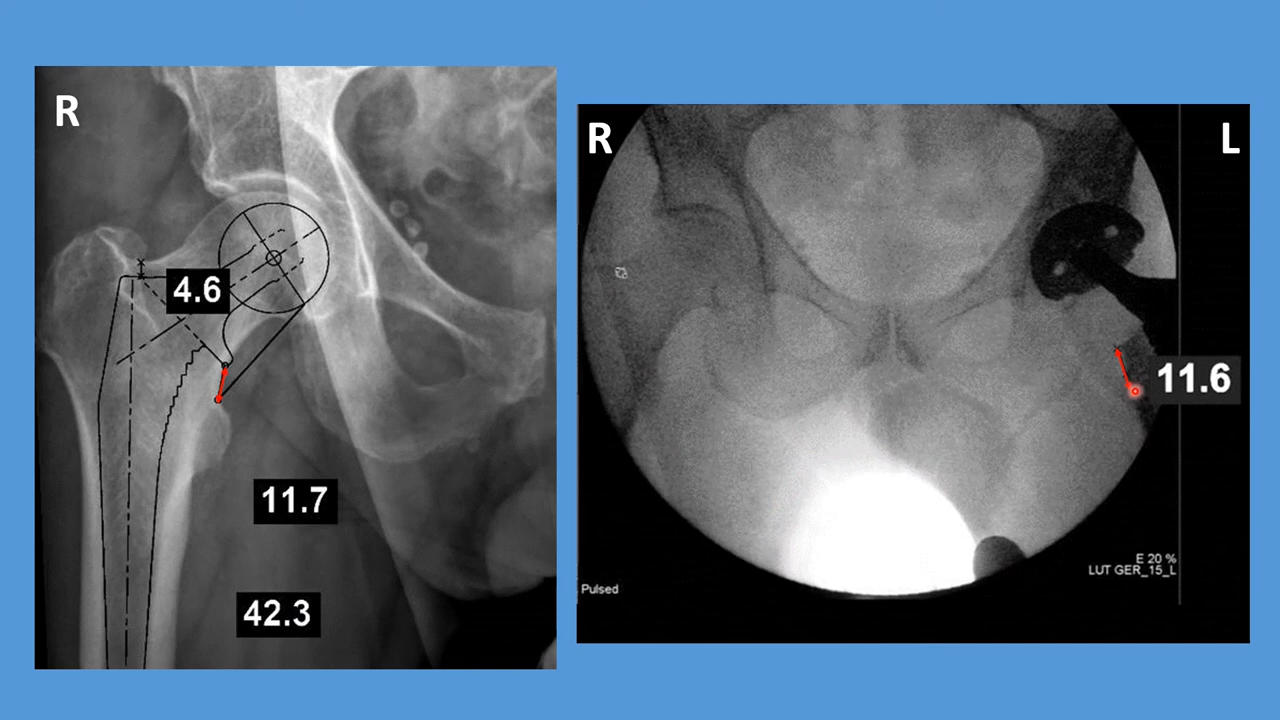 R
4.6
11.7
42.3
R
L
11.6
E 20 %
LUT GER_15_L
Pulsed